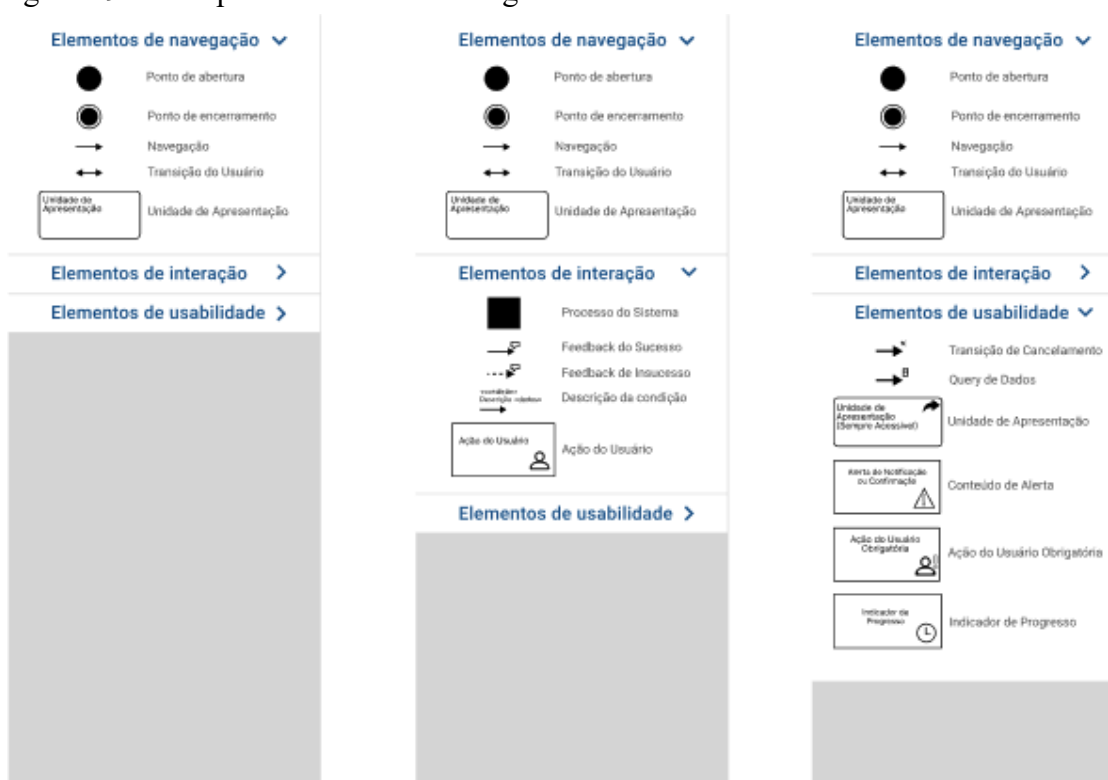 Elementos de navegação
Ponto de abertura
Ponto de encerramento
Navegação
Transição do Usuário
Unidade de
Apresentação
Unidade de Apresentação
Elementos de interação
Elementos de usabilidade
Elementos de navegação
Ponto de abertura
Ponto de encerramento
Navegação
Transição do Usuário
Unidade de
Apresentação
Unidade de Apresentação
Elementos de interação
Processo do Sistema
Feedback do Sucesso
Feedback de Insucesso
Descrição da condição
Ação do Usuário
Ação do Usuário
Elementos de usabilidade
Elementos de navegação
Ponto de abertura
Ponto de encerramento
Navegação
Transição do Usuário
Unidade de
Apresentação
Unidade de Apresentação
Elementos de interação
Elementos de usabilidade
Transição de Cancelamento
Query de Dados
Unidade de
Apresentação
(Sempre Acessível)
Unidade de Apresentação
Alerta de Notificação
ou Confirmação
Conteúdo de Alerta
Ação do Usuário
Obrigatória
Ação do Usuário Obrigatória
Indicador de
Progresso
Indicador de Progresso